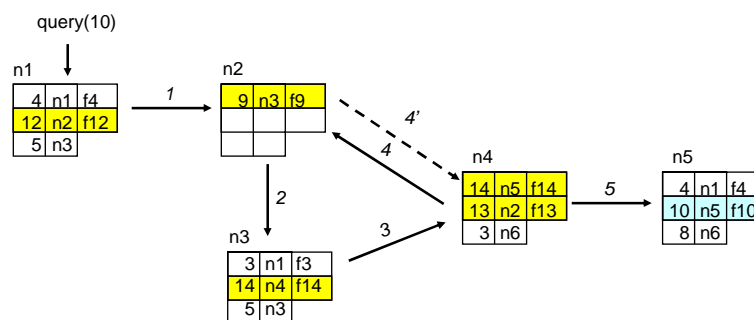 query(10)
n1
4 n1 f4
12 n2 f12
5 n3
1
n2
9 n3 f9
4'
4
2
n3
3 n1 f3
14 n4 f14
5 n3
3
n4
14 n5 f14
13 n2 f13
3 n6
5
n5
4 n1 f4
10 n5 f10
8 n6